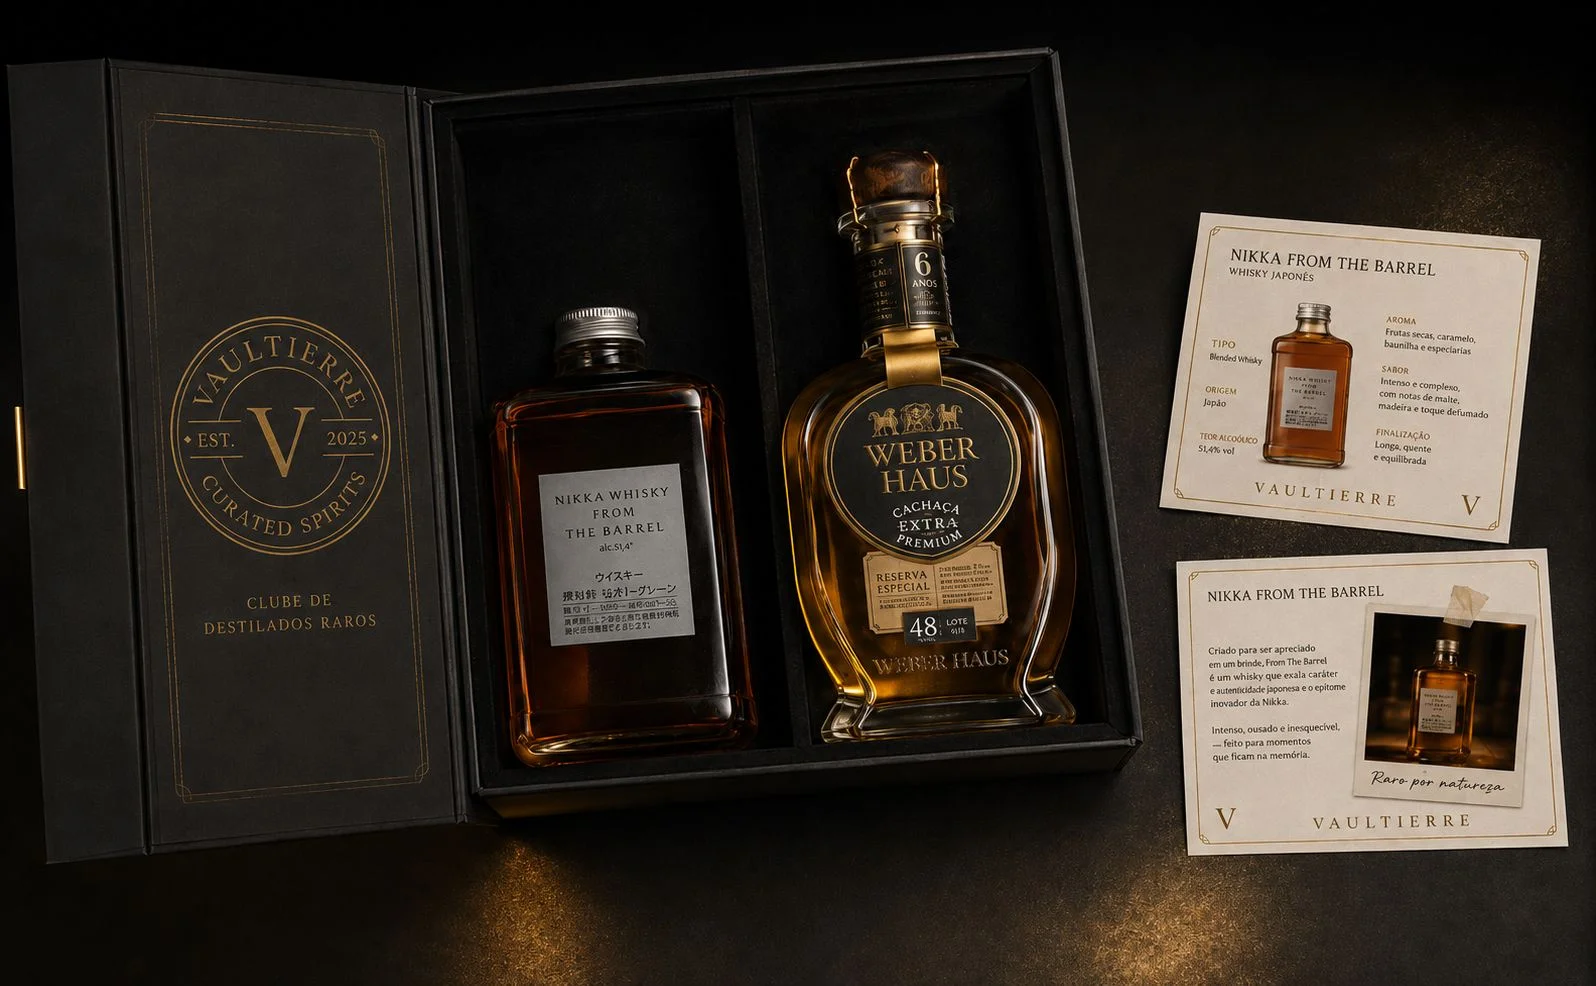 VAULTIERRE
EST. V 2025
CURATED SPIRITS
CLUBE DE
DESTILADOS RAROS
NIKKA WHISKY
FROM
THE BARREL
alc.51,4°
ウイスキー
6
ANOS
WEBER
HAUS
CACHAÇA
EXTRA
PREMIUM
RESERVA
ESPECIAL
48
LOTE
WEBER HAUS
NIKKA FROM THE BARREL
WHISKY JAPONÊS
TIPO
Blended Whisky
ORIGEM
Japão
TEOR ALCOÓLICO
51,4% vol
NIKKA WHISKY
FROM
THE BARREL
AROMA
Frutas secas, caramelo,
baunilha e especiarias
SABOR
Intenso e complexo,
com notas de malte,
madeira e toque defumado
FINALIZAÇÃO
Longa, quente
e equilibrada
VAULTIERRE
V
NIKKA FROM THE BARREL
Criado para ser apreciado
em um brinde, From The Barrel
é um whisky que exala caráter
e autenticidade japonesa e o epítome
inovador da Nikka.
Intenso, ousado e inesquecível,
— feito para momentos
que ficam na memória.
Raro por natureza
V
VAULTIERRE